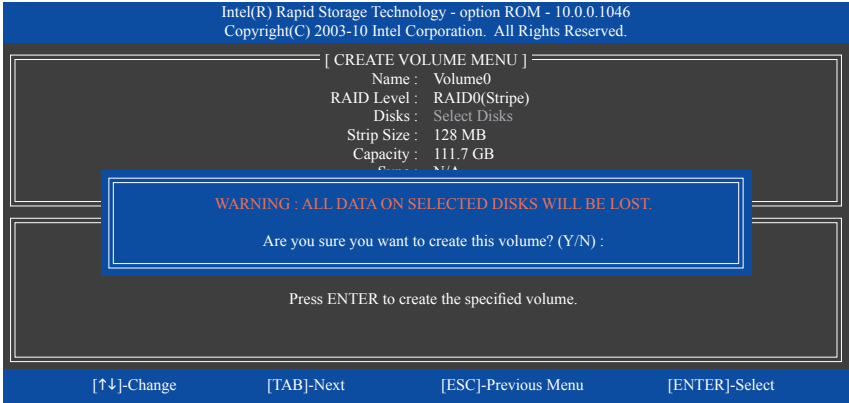 Intel(R) Rapid Storage Technology - option ROM - 10.0.0.1046
Copyright(C) 2003-10 Intel Corporation.  All Rights Reserved.
[ CREATE VOLUME MENU ]
Name : Volume0
RAID Level : RAID0(Stripe)
Disks : Select Disks
Strip Size : 128 MB
Capacity : 111.7 GB
N/A
WARNING : ALL DATA ON SELECTED DISKS WILL BE LOST.
Are you sure you want to create this volume? (Y/N) :
Press ENTER to create the specified volume.
[↑↓]-Change [TAB]-Next [ESC]-Previous Menu [ENTER]-Select